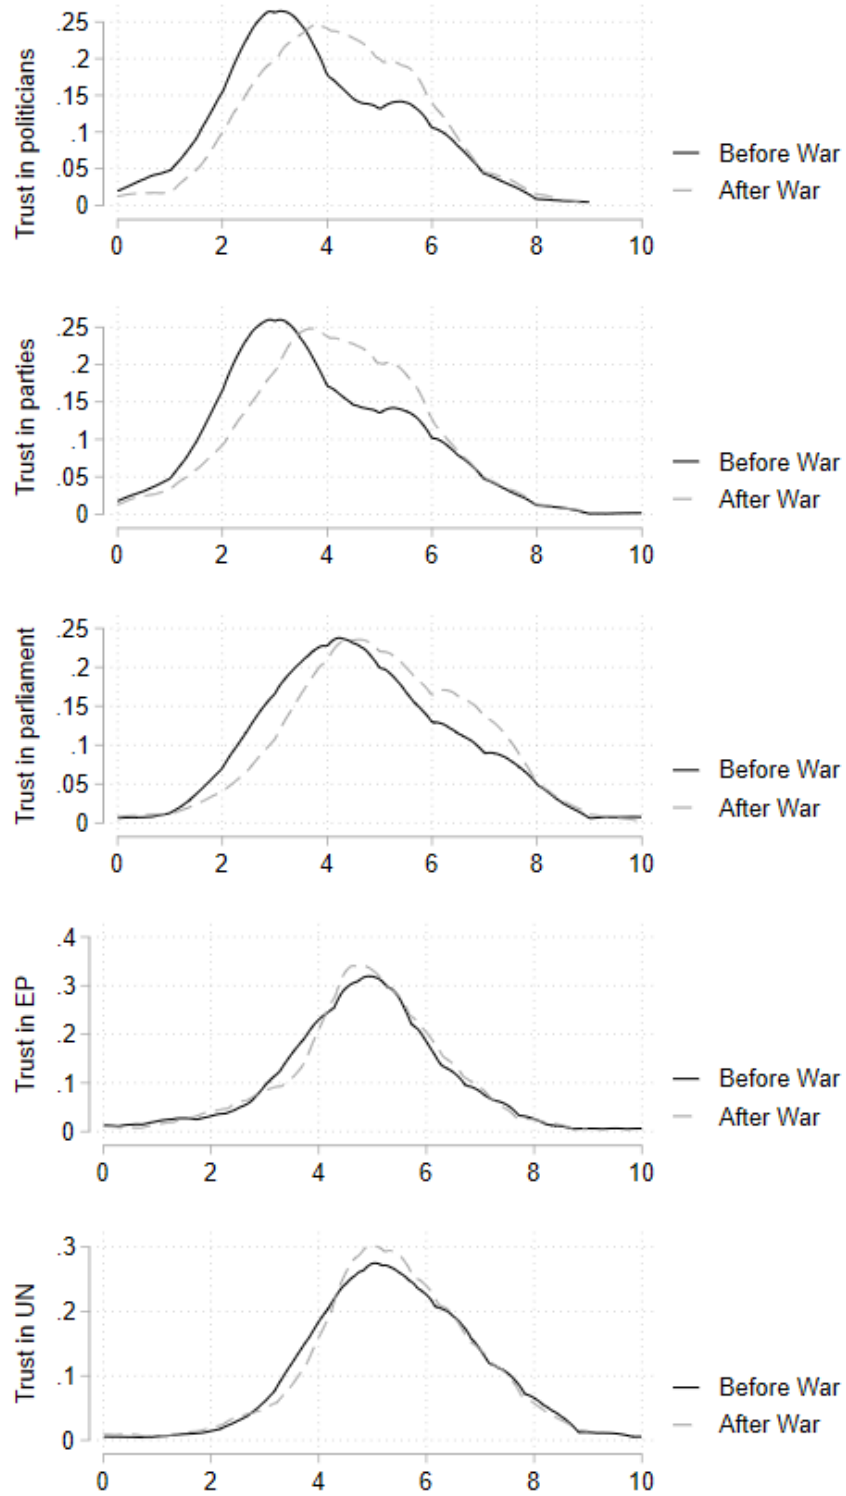 Trust in politicians
.25
.2
.15
.1
.05
0
0 2 4 6 8 10
Before War
After War
Trust in parties
.25
.2
.15
.1
.05
0
0 2 4 6 8 10
Before War
After War
Trust in parliament
.25
.2
.15
.1
.05
0
0 2 4 6 8 10
Before War
After War
Trust in EP
.4
.3
.2
.1
0
0 2 4 6 8 10
Before War
After War
Trust in UN
.3
.2
.1
0
0 2 4 6 8 10
Before War
After War